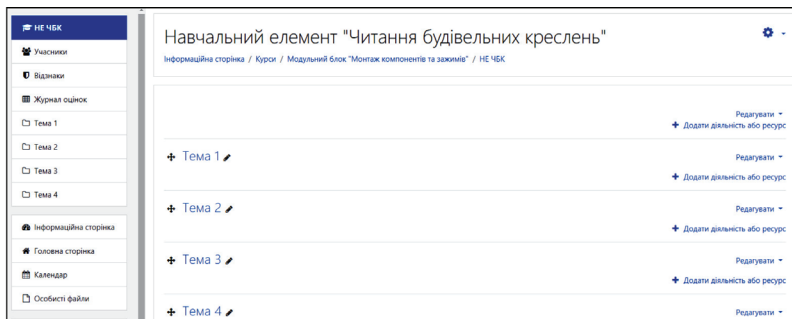 НЕ ЧБК
Учасники
Відзнаки
Журнал оцінок
Тема 1
Тема 2
Тема 3
Тема 4
Інформаційна сторінка
Головна сторінка
Календар
Особисті файли
Навчальний елемент "Читання будівельних креслень"
Інформаційна сторінка / Курси / Модульний блок "Монтаж компонентів та зажимів" / НЕ ЧБК
Редагувати
Додати діяльність або ресурс
Тема 1
Редагувати
Додати діяльність або ресурс
Тема 2
Редагувати
Додати діяльність або ресурс
Тема 3
Редагувати
Додати діяльність або ресурс
Тема 4
Редагувати